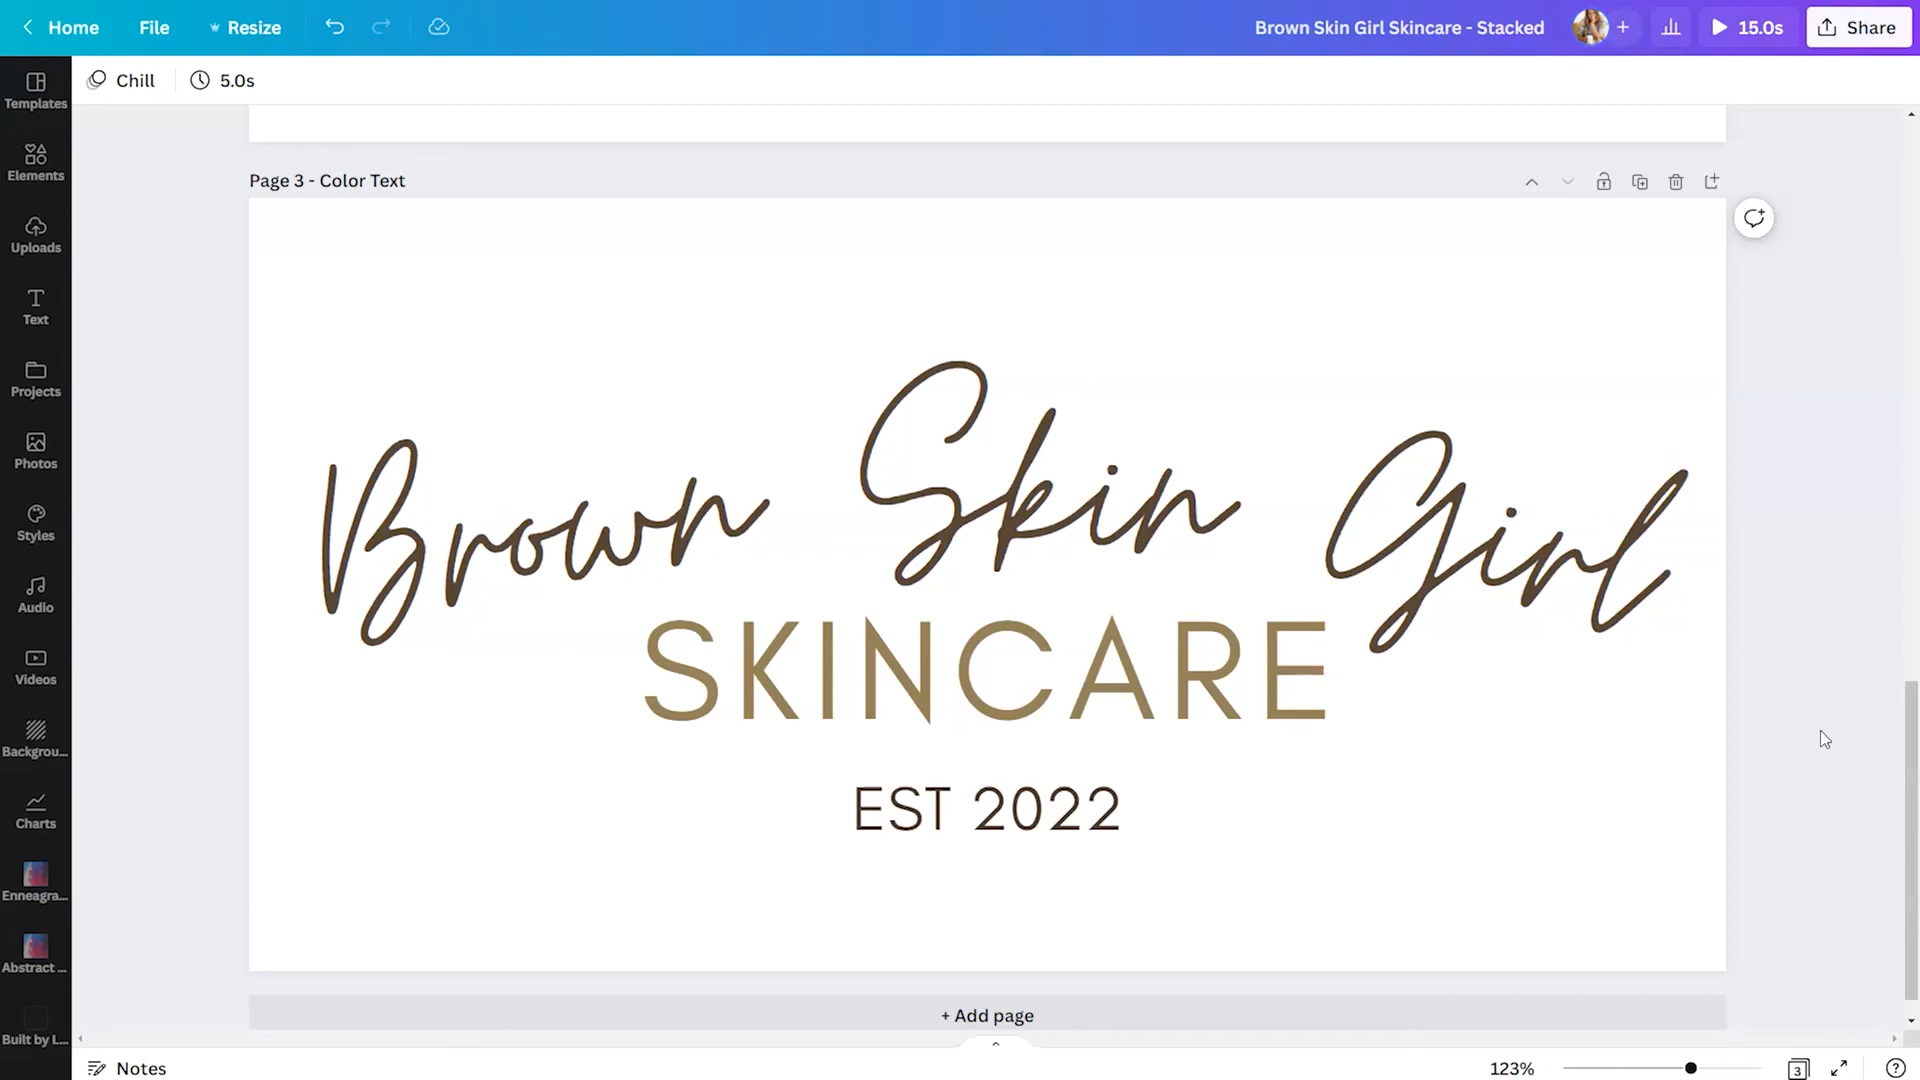 Home File Resize Brown Skin Girl Skincare - Stacked 15.0s Share
Chill 5.0s
Templates
Elements
Uploads
Text
Projects
Photos
Styles
Audio
Videos
Backgrou...
Charts
Enneagra...
Abstract ...
Built by L...
Page 3 - Color Text
Brown Skin Girl
SKINCARE
EST 2022
+ Add page
Notes 123% 3